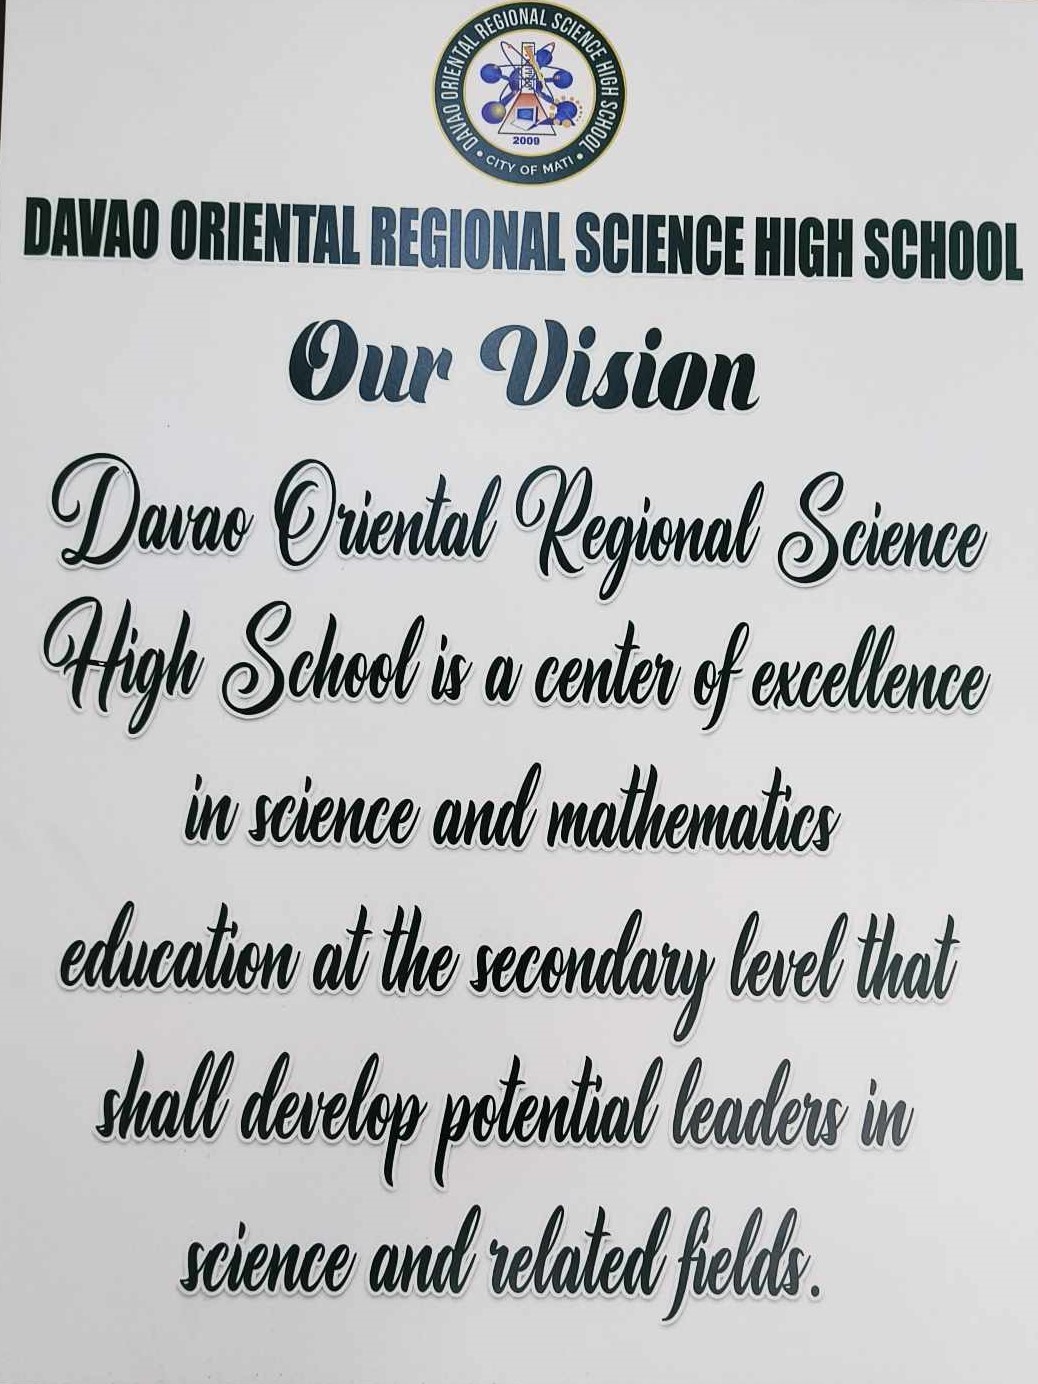 DAVAO ORIENTAL REGIONAL SCIENCE HIGH SCHOOL
2009
• CITY OF MATI •
DAVAO ORIENTAL REGIONAL SCIENCE HIGH SCHOOL
Our Vision
Davao Oriental Regional Science
High School is a center of excellence
in science and mathematics
education at the secondary level that
shall develop potential leaders in
science and related fields.